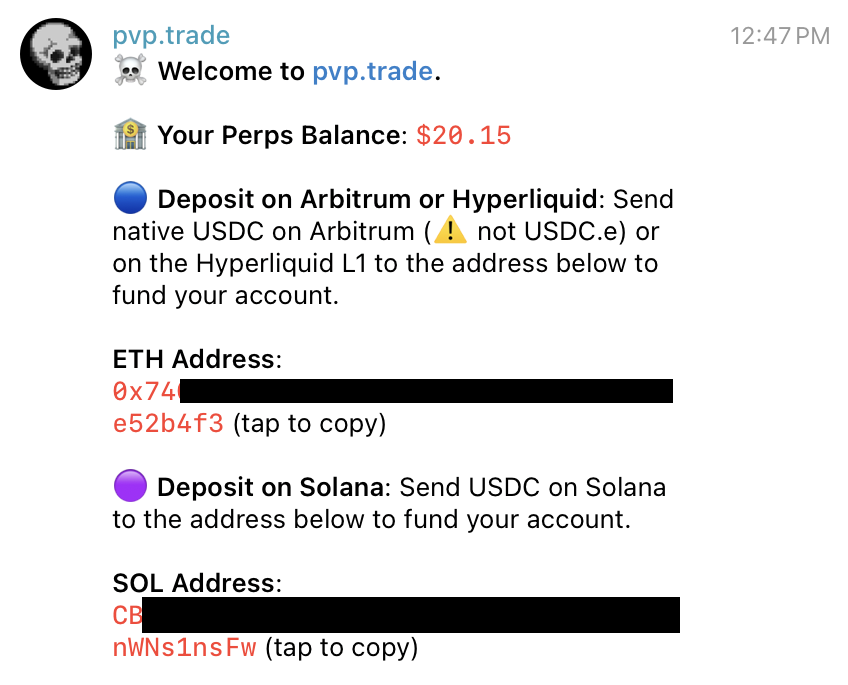 pvp.trade 12:47 PM
Welcome to pvp.trade.
Your Perps Balance: $20.15
Deposit on Arbitrum or Hyperliquid: Send
native USDC on Arbitrum (⚠️ not USDC.e) or
on the Hyperliquid L1 to the address below to
fund your account.
ETH Address:
0x74
e52b4f3 (tap to copy)
Deposit on Solana: Send USDC on Solana
to the address below to fund your account.
SOL Address:
CB
nWNs1nsFw (tap to copy)